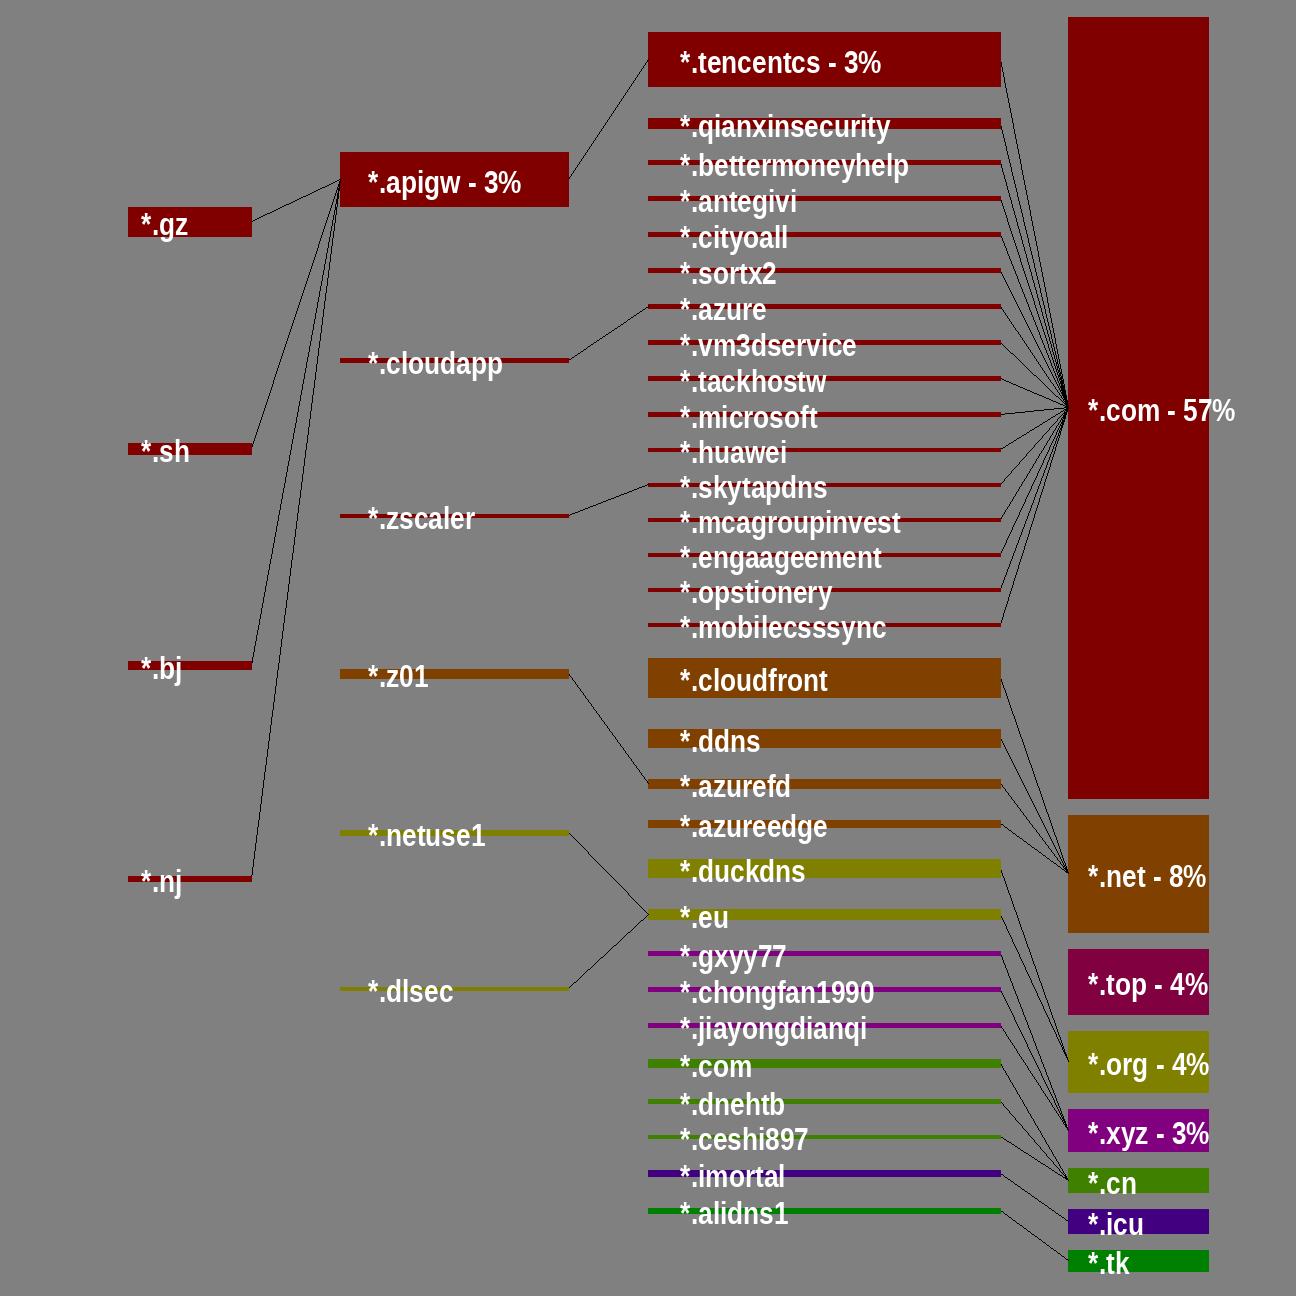 *.gz
*.sh
*.bj
*.nj
*.apigw - 3%
*.cloudapp
*.zscaler
*.z01
*.netuse1
*.dlsec
*.tencentcs - 3%
*.qianxinsecurity
*.bettermoneyhelp
*.antegivi
*.cityoall
*.sortx2
*.azure
*.vm3dservice
*.tackhostw
*.microsoft
*.huawei
*.skytapdns
*.mcagroupinvest
*.engaageement
*.opstionery
*.mobilecsssync
*.cloudfront
*.ddns
*.azurefd
*.azureedge
*.duckdns
*.eu
*.gxyy77
*.chongfan1990
*.jiayongdianqi
*.com
*.dnehtb
*.ceshi897
*.imortal
*.alidns1
*.com - 57%
*.net - 8%
*.top - 4%
*.org - 4%
*.xyz - 3%
*.cn
*.icu
*.tk